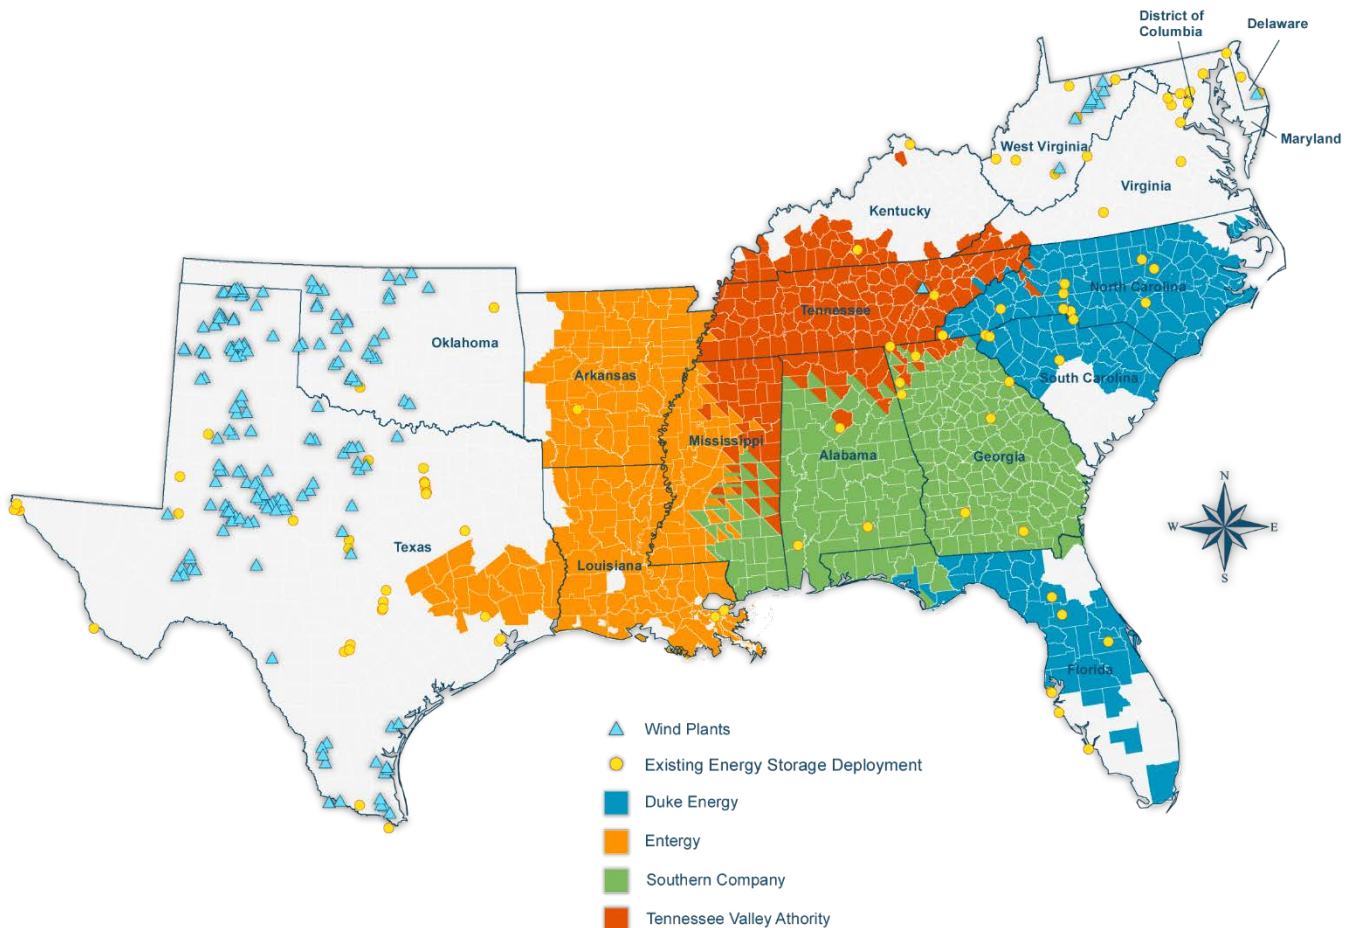 District of
Columbia
Delaware
Maryland
West Virginia
Virginia
Kentucky
North Carolina
Tennessee
Oklahoma
Arkansas
South Carolina
Mississippi
Alabama
Georgia
N
W
E
S
Texas
Louisiana
Florida
Wind Plants
Existing Energy Storage Deployment
Duke Energy
Entergy
Southern Company
Tennessee Valley Athority